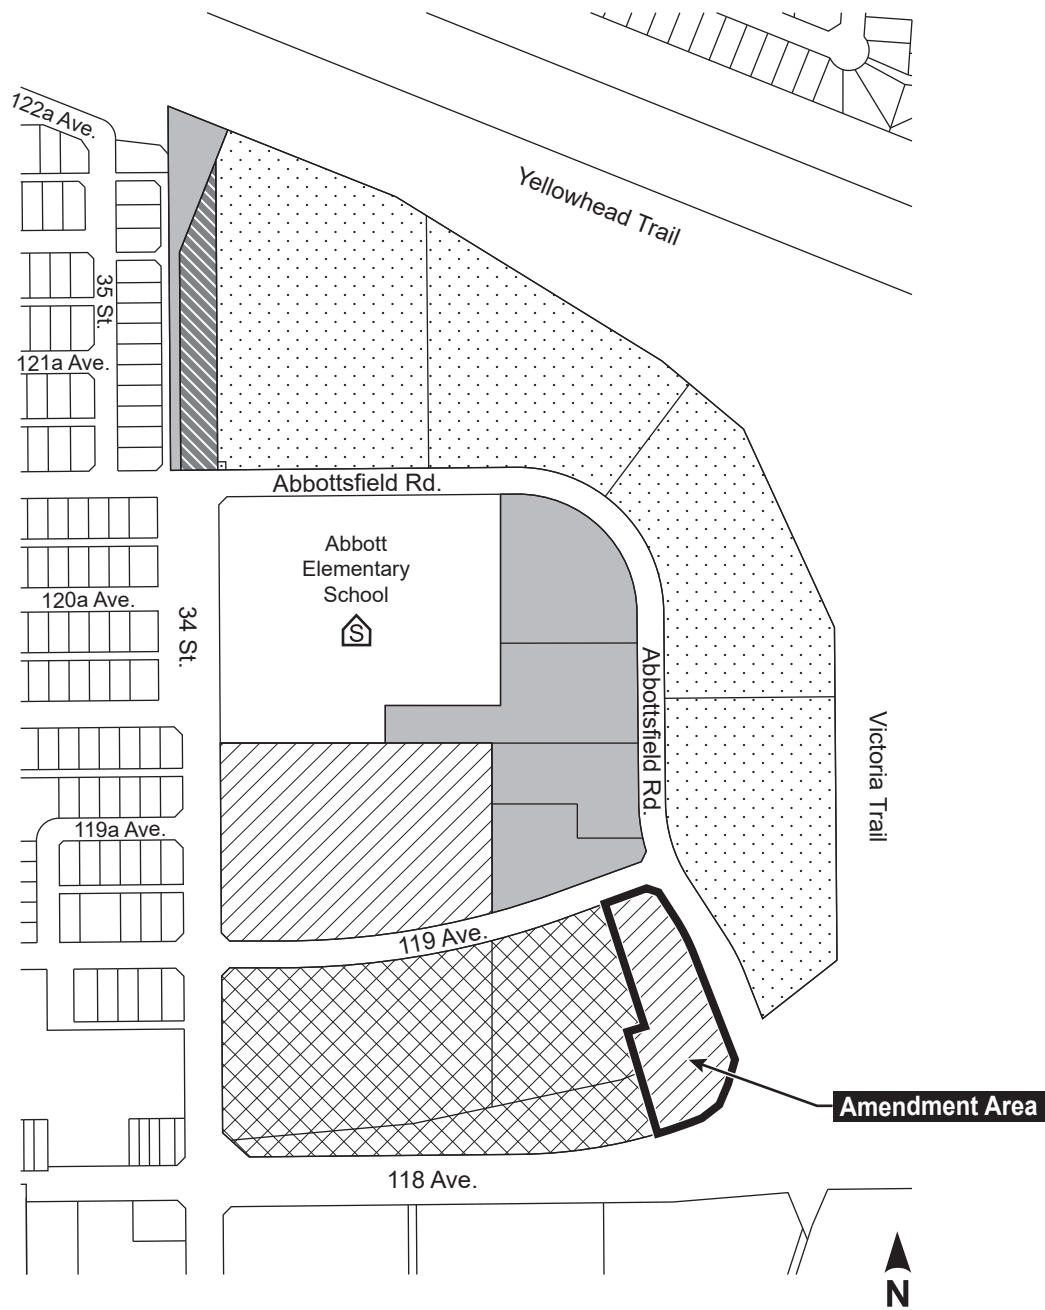 122a Ave.
Yellowhead Trail
35 St.
121a Ave.
Abbottsfield Rd.
Abbott
Elementary
School
S
120a Ave.
34 St.
Abbottsfield Rd.
Victoria Trail
119a Ave.
119 Ave.
Amendment Area
118 Ave.
N